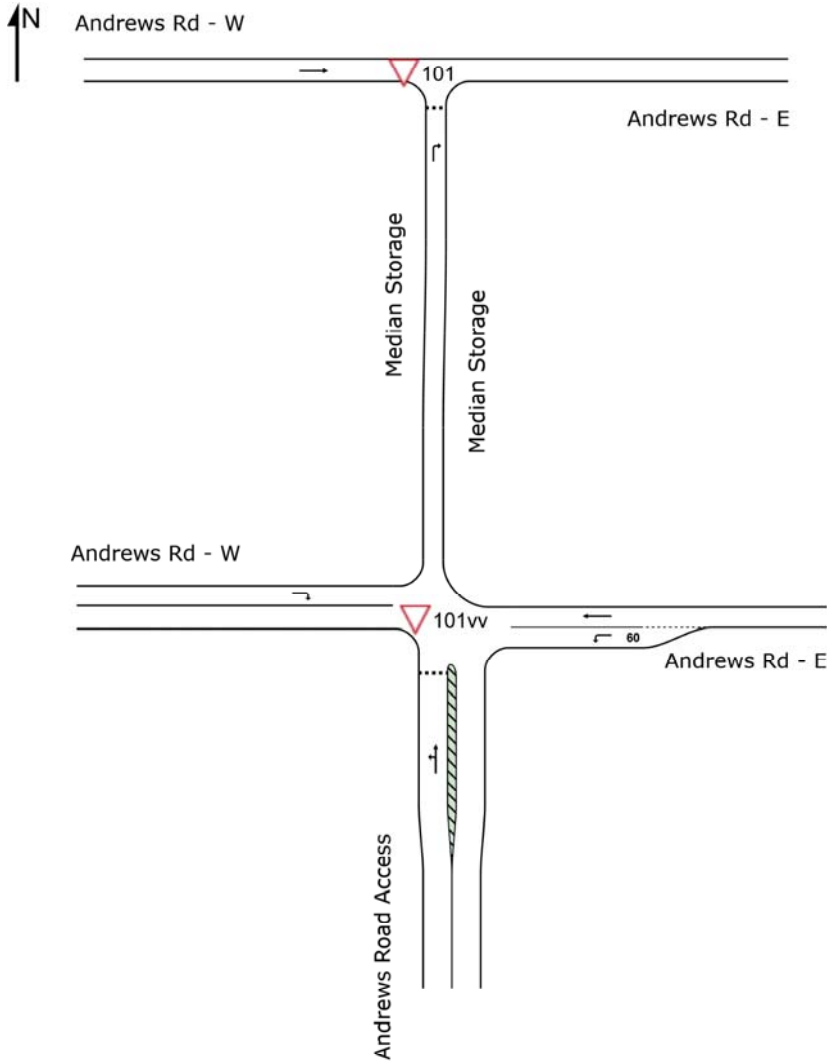 N
Andrews Rd - W
101
Andrews Rd - E
Median Storage
Median Storage
Andrews Rd - W
101vv
60
Andrews Rd - E
Andrews Road Access